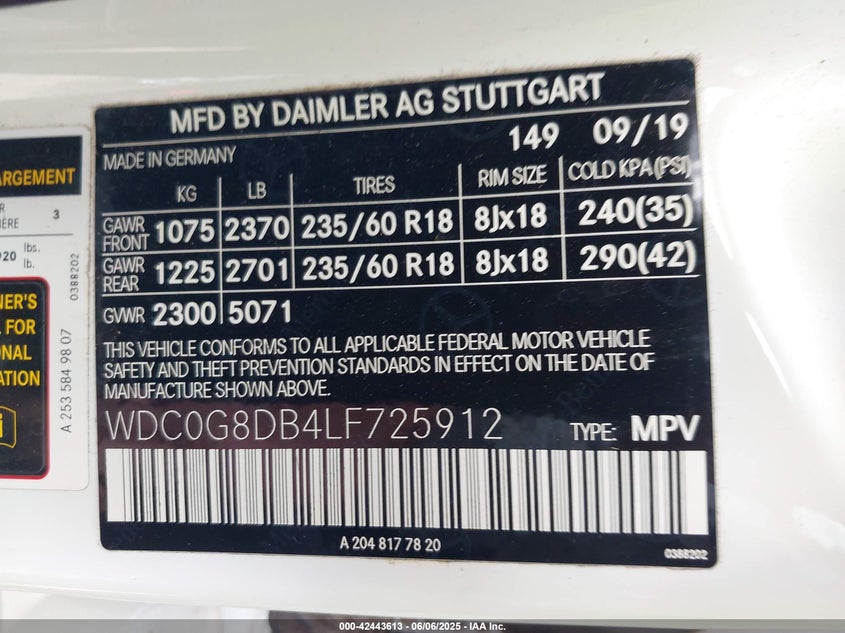 MFD BY DAIMLER AG STUTTGART
MADE IN GERMANY 149 09/19
KG LB TIRES RIM SIZE COLD KPA(PSI)
GAWR FRONT 1075 2370 235/60 R18 8Jx18 240(35)
GAWR REAR 1225 2701 235/60 R18 8Jx18 290(42)
GVWR 2300 5071
THIS VEHICLE CONFORMS TO ALL APPLICABLE FEDERAL MOTOR VEHICLE
SAFETY AND THEFT PREVENTION STANDARDS IN EFFECT ON THE DATE OF
MANUFACTURE SHOWN ABOVE.
WDC0G8DB4LF725912 TYPE: MPV
A 204 817 78 20 0388202
ARGEMENT
R
IÈRE 3
920 lbs.
lb.
0388202
NER'S
L FOR
ONAL
ATION
i
A 253 584 98 07
000-42443613 - 06/06/2025 - IAA Inc.